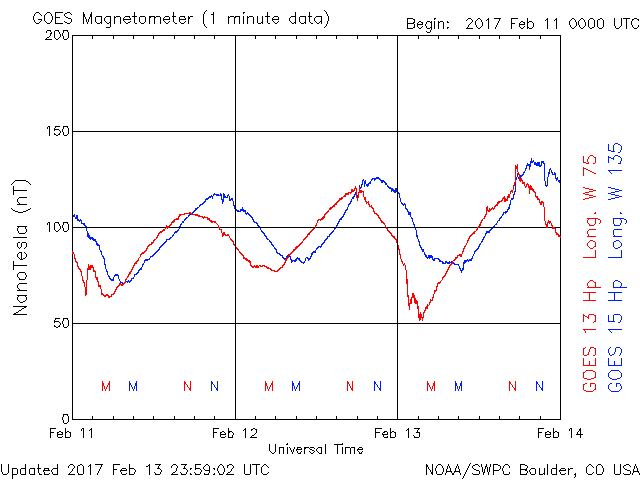 GOES Magnetometer (1 minute data)
Begin: 2017 Feb 11 0000 UTC
200
150
100
50
0
NanoTesla (nT)
M M N N M M N N M M N N
Feb 11 Feb 12 Feb 13 Feb 14
Universal Time
GOES 13 Hp Long. W 75
GOES 15 Hp Long. W 135
Updated 2017 Feb 13 23:59:02 UTC
NOAA/SWPC Boulder, CO USA